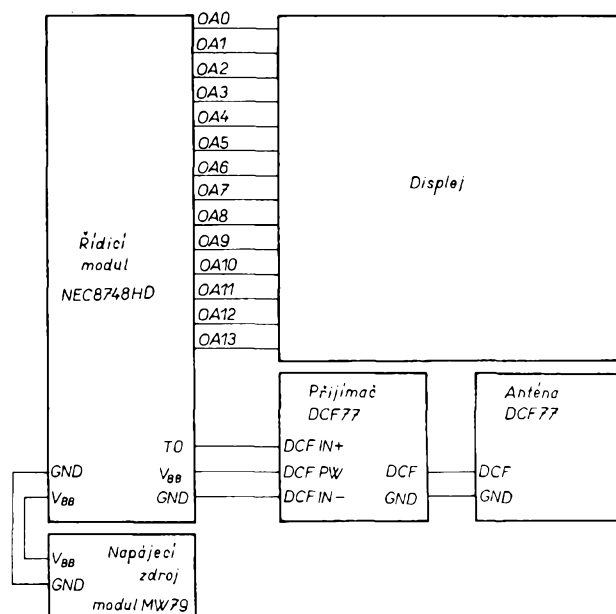 OA0
OA1
OA2
OA3
OA4
OA5
OA6
OA7
OA8
OA9
OA10
OA11
OA12
OA13
Displej
Řídicí
modul
NEC8748HD
T0
V_BB
GND
GND
V_BB
Přijímač
DCF77
DCF IN+
DCF PW
DCF IN-
DCF
GND
Anténa
DCF77
DCF
GND
V_BB
GND
Napájecí
zdroj
modul MW79